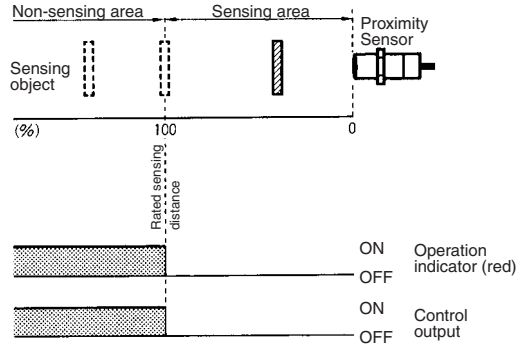 Non-sensing area
Sensing area
Proximity
Sensor
Sensing
object
(%)
100
0
Rated sensing
distance
ON
OFF
Operation
indicator (red)
ON
OFF
Control
output